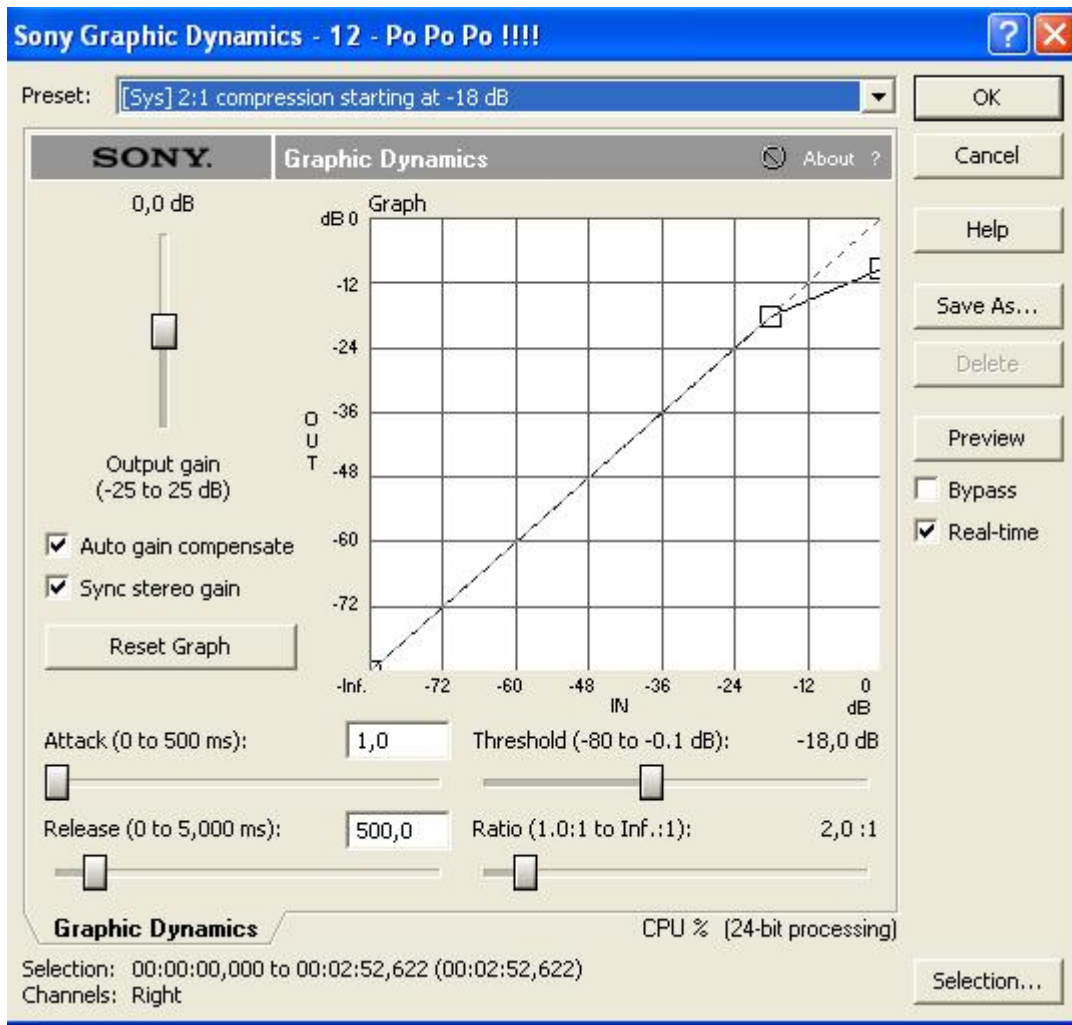 Sony Graphic Dynamics - 12 - Po Po Po !!!!
Preset: [Sys] 2:1 compression starting at -18 dB
OK
SONY. Graphic Dynamics About ?
Cancel
0,0 dB
Graph
dB 0
-12
-24
-36
-48
-60
-72
OUT
-Inf. -72 -60 -48 -36 -24 -12 0
IN dB
Help
Save As...
Delete
Preview
Bypass
Real-time
Output gain
(-25 to 25 dB)
Auto gain compensate
Sync stereo gain
Reset Graph
Attack (0 to 500 ms): 1,0 Threshold (-80 to -0.1 dB): -18,0 dB
Release (0 to 5,000 ms): 500,0 Ratio (1.0:1 to Inf.:1): 2,0 :1
Graphic Dynamics CPU % (24-bit processing)
Selection: 00:00:00,000 to 00:02:52,622 (00:02:52,622)
Channels: Right
Selection...